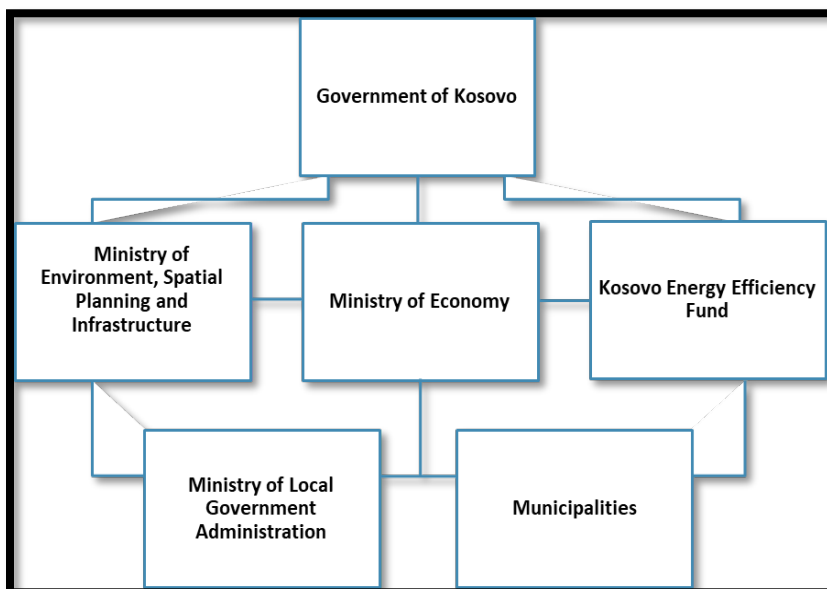 Government of Kosovo
Ministry of
Environment, Spatial
Planning and
Infrastructure
Ministry of Economy
Kosovo Energy Efficiency
Fund
Ministry of Local
Government
Administration
Municipalities